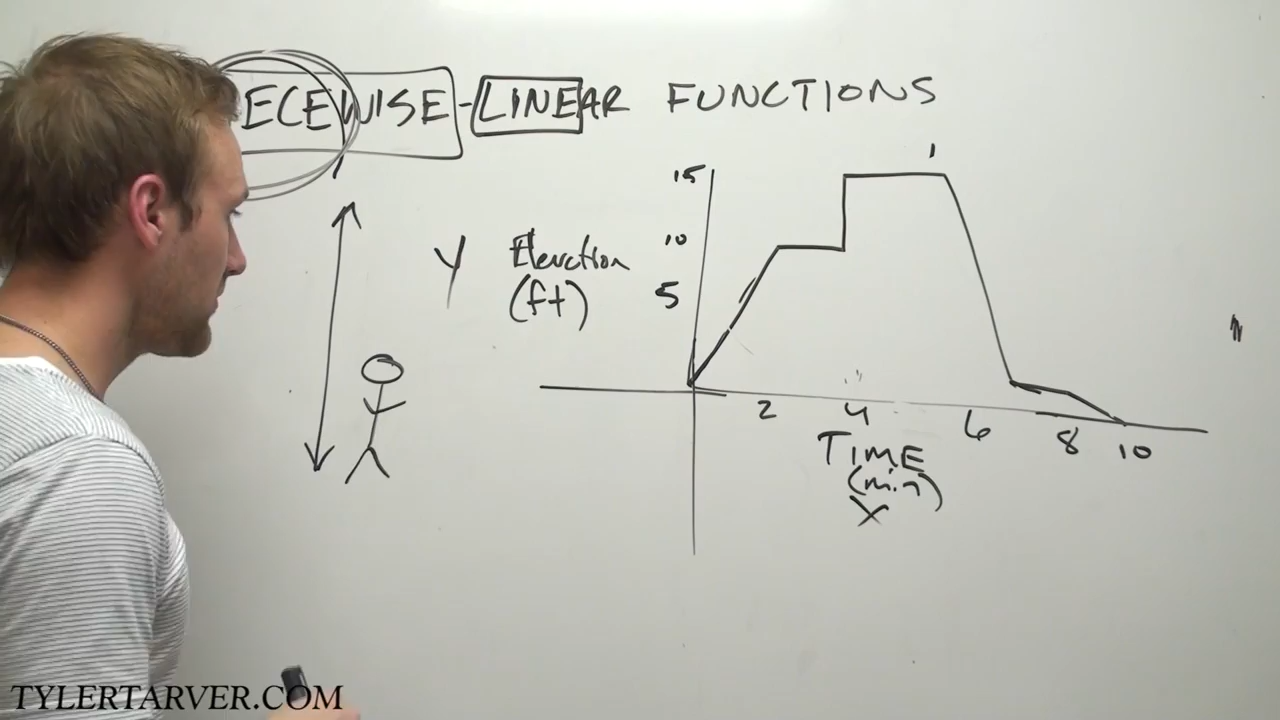 ECEWISE-LINEAR FUNCTIONS
15
10
Y Elevation
(ft)
5
2 4 6 8 10
TIME
(min)
X
TYLERTARVER.COM